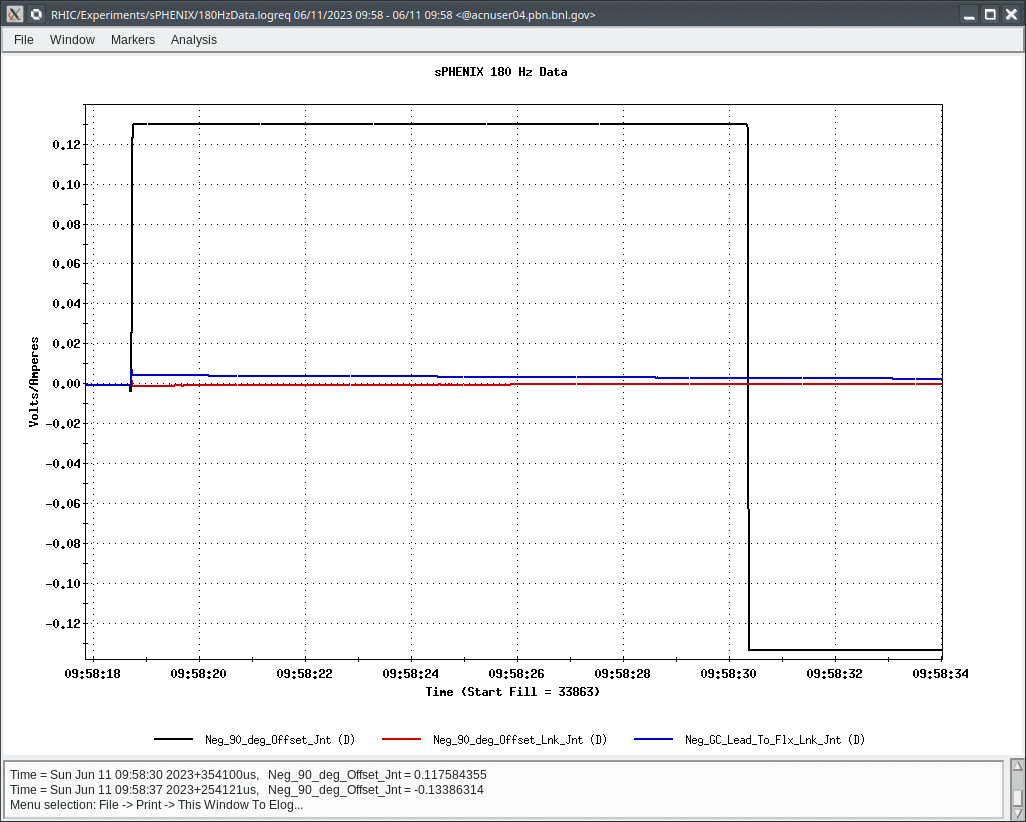 RHIC/Experiments/sPHENIX/180HzData.logreq 06/11/2023 09:58 - 06/11 09:58 <@acnuser04.pbn.bnl.gov>
File Window Markers Analysis
sPHENIX 180 Hz Data
0.12
0.10
0.08
0.06
0.04
0.02
0.00
-0.02
-0.04
-0.06
-0.08
-0.10
-0.12
Volts/Amperes
09:58:18 09:58:20 09:58:22 09:58:24 09:58:26 09:58:28 09:58:30 09:58:32 09:58:34
Time (Start Fill = 33863)
Neg_90_deg_Offset_Jnt (D) Neg_90_deg_Offset_Lnk_Jnt (D) Neg_GC_Lead_To_Flx_Lnk_Jnt (D)
Time = Sun Jun 11 09:58:30 2023+354100us, Neg_90_deg_Offset_Jnt = 0.117584355
Time = Sun Jun 11 09:58:37 2023+254121us, Neg_90_deg_Offset_Jnt = -0.13386314
Menu selection: File -> Print -> This Window To Elog...